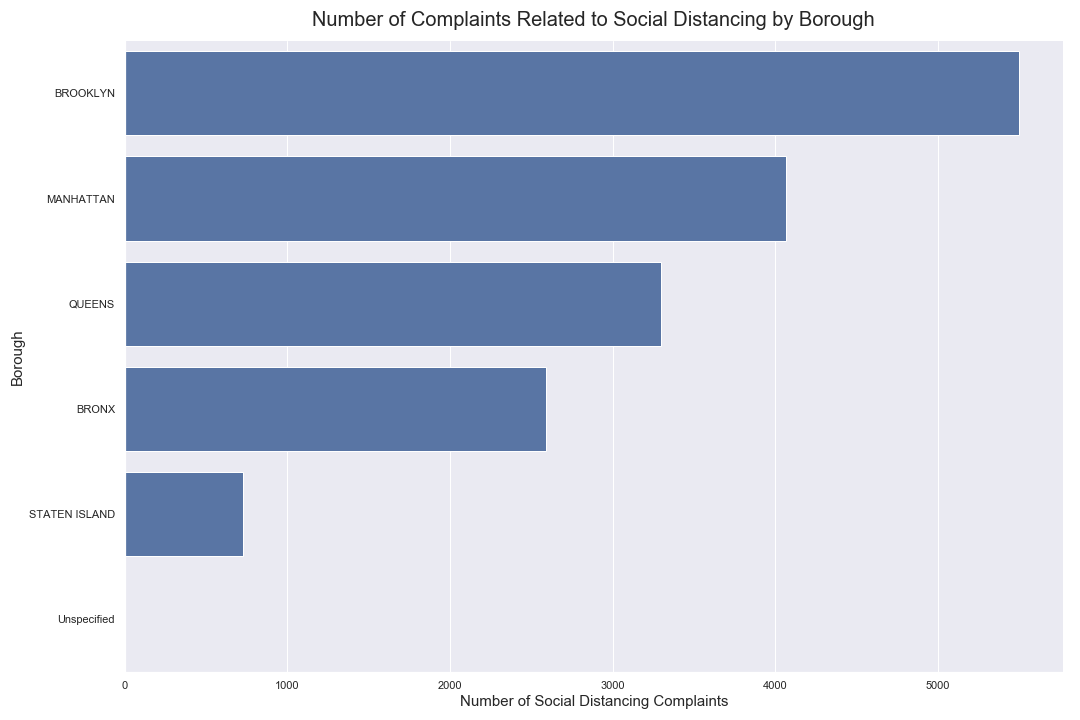 Number of Complaints Related to Social Distancing by Borough
BROOKLYN
MANHATTAN
QUEENS
BRONX
STATEN ISLAND
Unspecified
Borough
0 1000 2000 3000 4000 5000
Number of Social Distancing Complaints